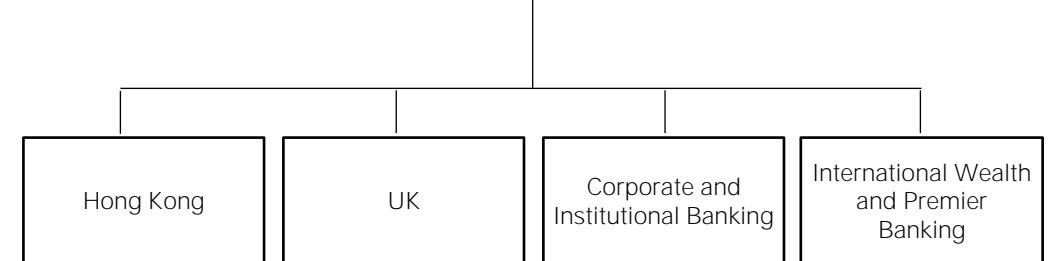 Hong Kong
UK
Corporate and
Institutional Banking
International Wealth
and Premier
Banking